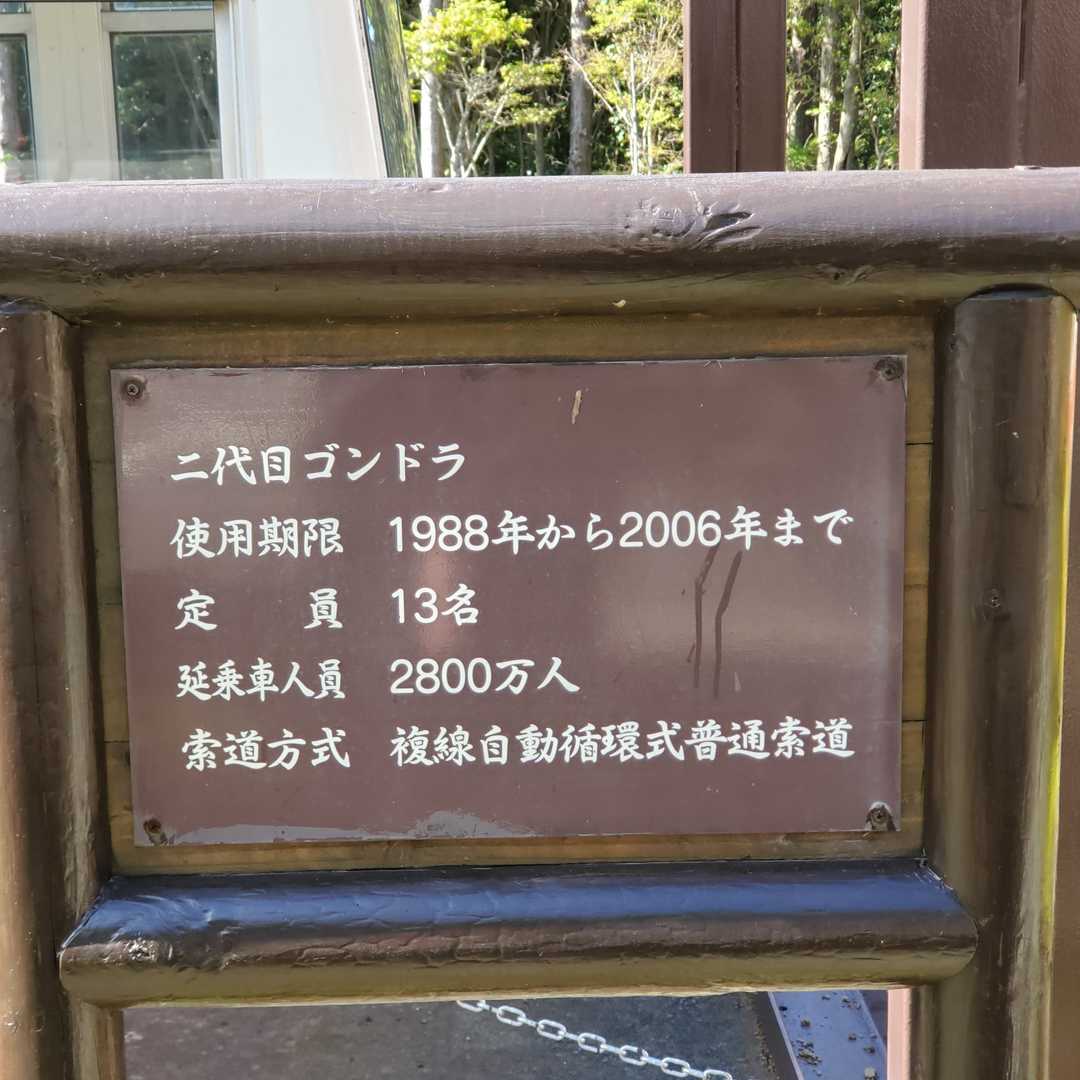 二代目ゴンドラ
使用期限　1988年から2006年まで
定　　員　13名
延乗車人員　2800万人
索道方式　複線自動循環式普通索道